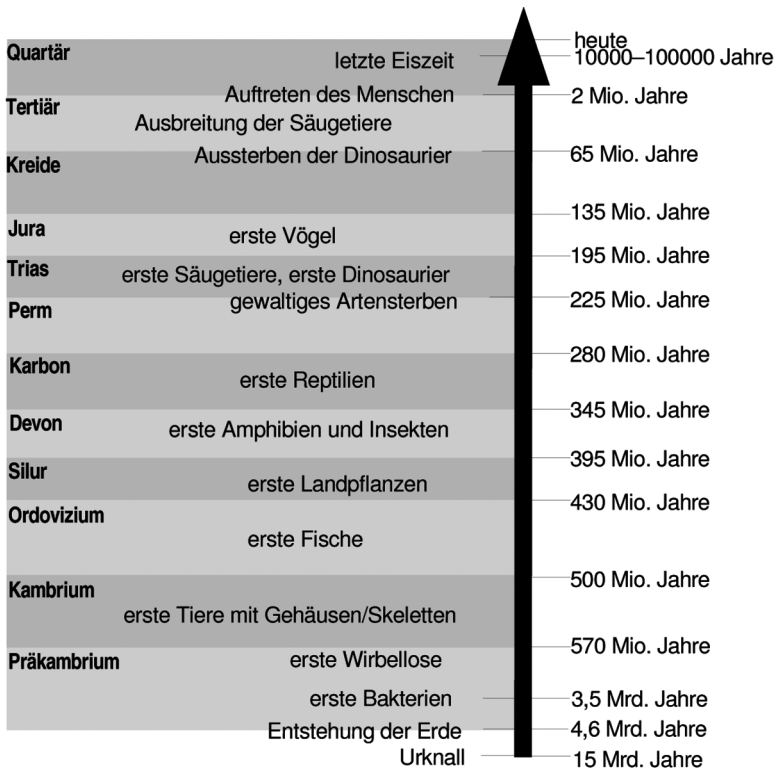 heute
Quartär
letzte Eiszeit
10000–100000 Jahre
Auftreten des Menschen
2 Mio. Jahre
Tertiär
Ausbreitung der Säugetiere
Aussterben der Dinosaurier
65 Mio. Jahre
Kreide
135 Mio. Jahre
Jura
erste Vögel
195 Mio. Jahre
Trias
erste Säugetiere, erste Dinosaurier
gewaltiges Artensterben
225 Mio. Jahre
Perm
280 Mio. Jahre
Karbon
erste Reptilien
345 Mio. Jahre
Devon
erste Amphibien und Insekten
395 Mio. Jahre
Silur
erste Landpflanzen
430 Mio. Jahre
Ordovizium
erste Fische
500 Mio. Jahre
Kambrium
erste Tiere mit Gehäusen/Skeletten
570 Mio. Jahre
Präkambrium
erste Wirbellose
erste Bakterien
3,5 Mrd. Jahre
Entstehung der Erde
4,6 Mrd. Jahre
Urknall
15 Mrd. Jahre